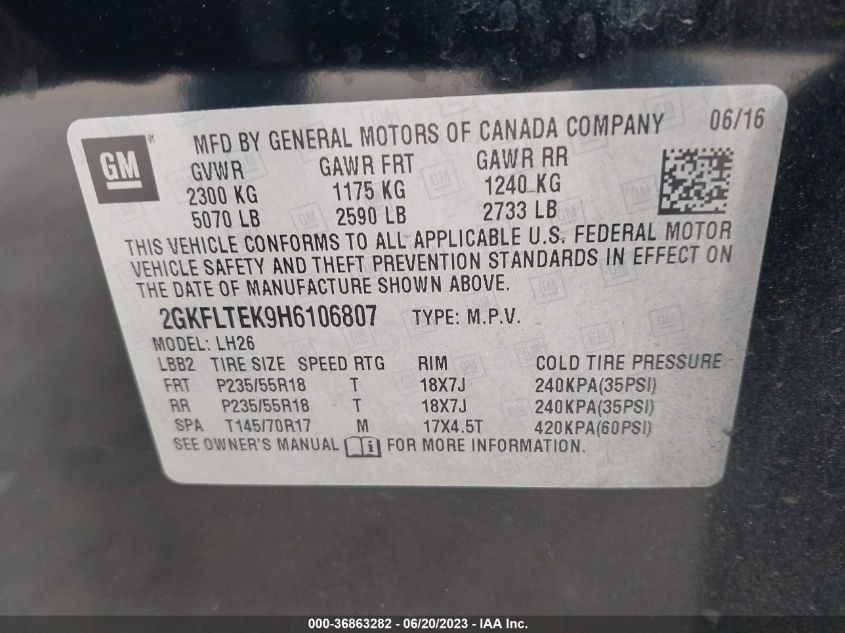 GM ® MFD BY GENERAL MOTORS OF CANADA COMPANY 06/16
GVWR GAWR FRT GAWR RR
2300 KG 1175 KG 1240 KG
5070 LB 2590 LB 2733 LB
THIS VEHICLE CONFORMS TO ALL APPLICABLE U.S. FEDERAL MOTOR
VEHICLE SAFETY AND THEFT PREVENTION STANDARDS IN EFFECT ON
THE DATE OF MANUFACTURE SHOWN ABOVE.
2GKFLTEK9H6106807 TYPE: M.P.V.
MODEL: LH26
LBB2 TIRE SIZE SPEED RTG RIM COLD TIRE PRESSURE
FRT P235/55R18 T 18X7J 240KPA(35PSI)
RR P235/55R18 T 18X7J 240KPA(35PSI)
SPA T145/70R17 M 17X4.5T 420KPA(60PSI)
SEE OWNER'S MANUAL i FOR MORE INFORMATION.
000-36863282 - 06/20/2023 - IAA Inc.